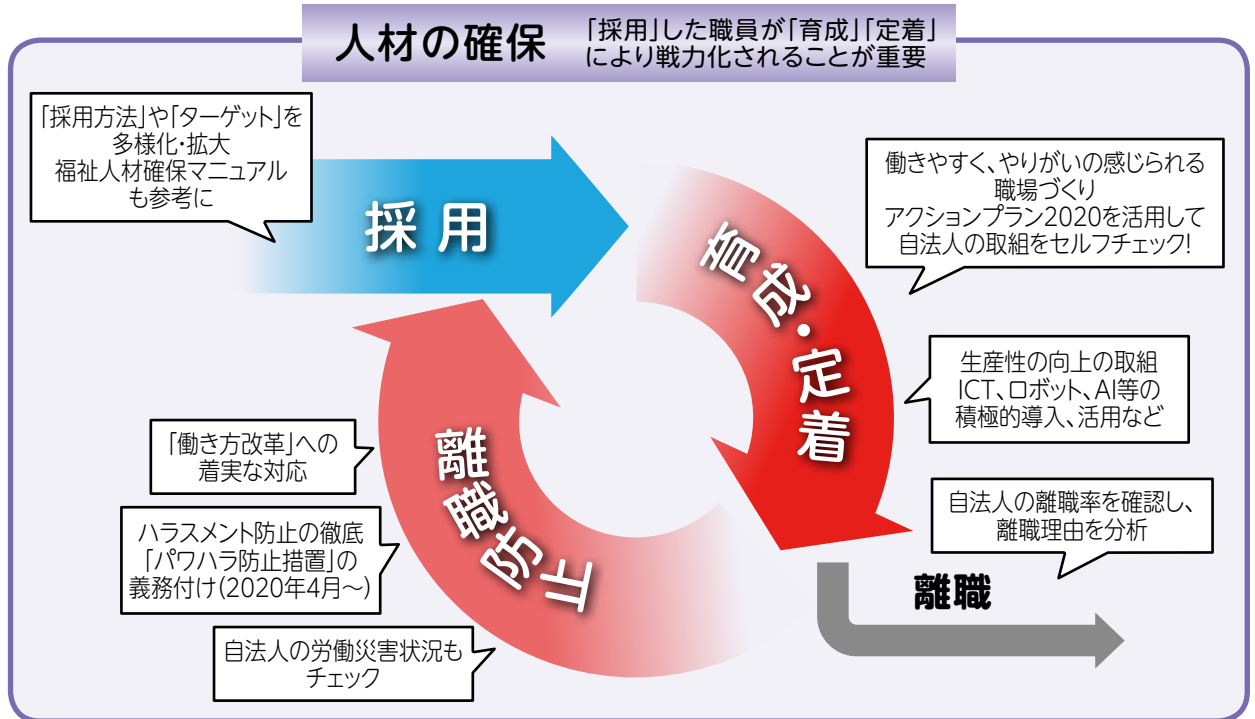 人材の確保
「採用」した職員が「育成」「定着」
により戦力化されることが重要
「採用方法」や「ターゲット」を
多様化・拡大
福祉人材確保マニュアル
も参考に
採用
働きやすく、やりがいの感じられる
職場づくり
アクションプラン2020を活用して
自法人の取組をセルフチェック!
育成・定着
生産性の向上の取組
ICT、ロボット、AI等の
積極的導入、活用など
自法人の離職率を確認し、
離職理由を分析
離職
離職防止
「働き方改革」への
着実な対応
ハラスメント防止の徹底
「パワハラ防止措置」の
義務付け(2020年4月~)
自法人の労働災害状況も
チェック